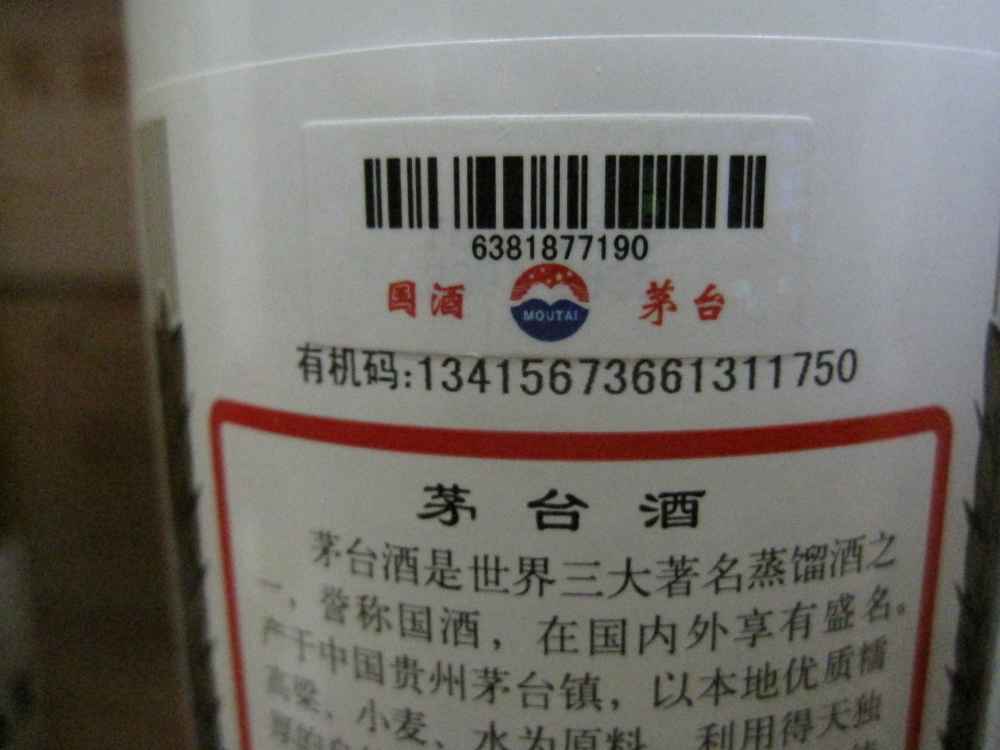 6381877190
国酒 MOUTAI 茅台
有机码:13415673661311750
茅台酒
茅台酒是世界三大著名蒸馏酒之
一,誉称国酒,在国内外享有盛名。
产于中国贵州茅台镇,以本地优质糯
高粱、小麦、水为原料,利用得天独
厚的自